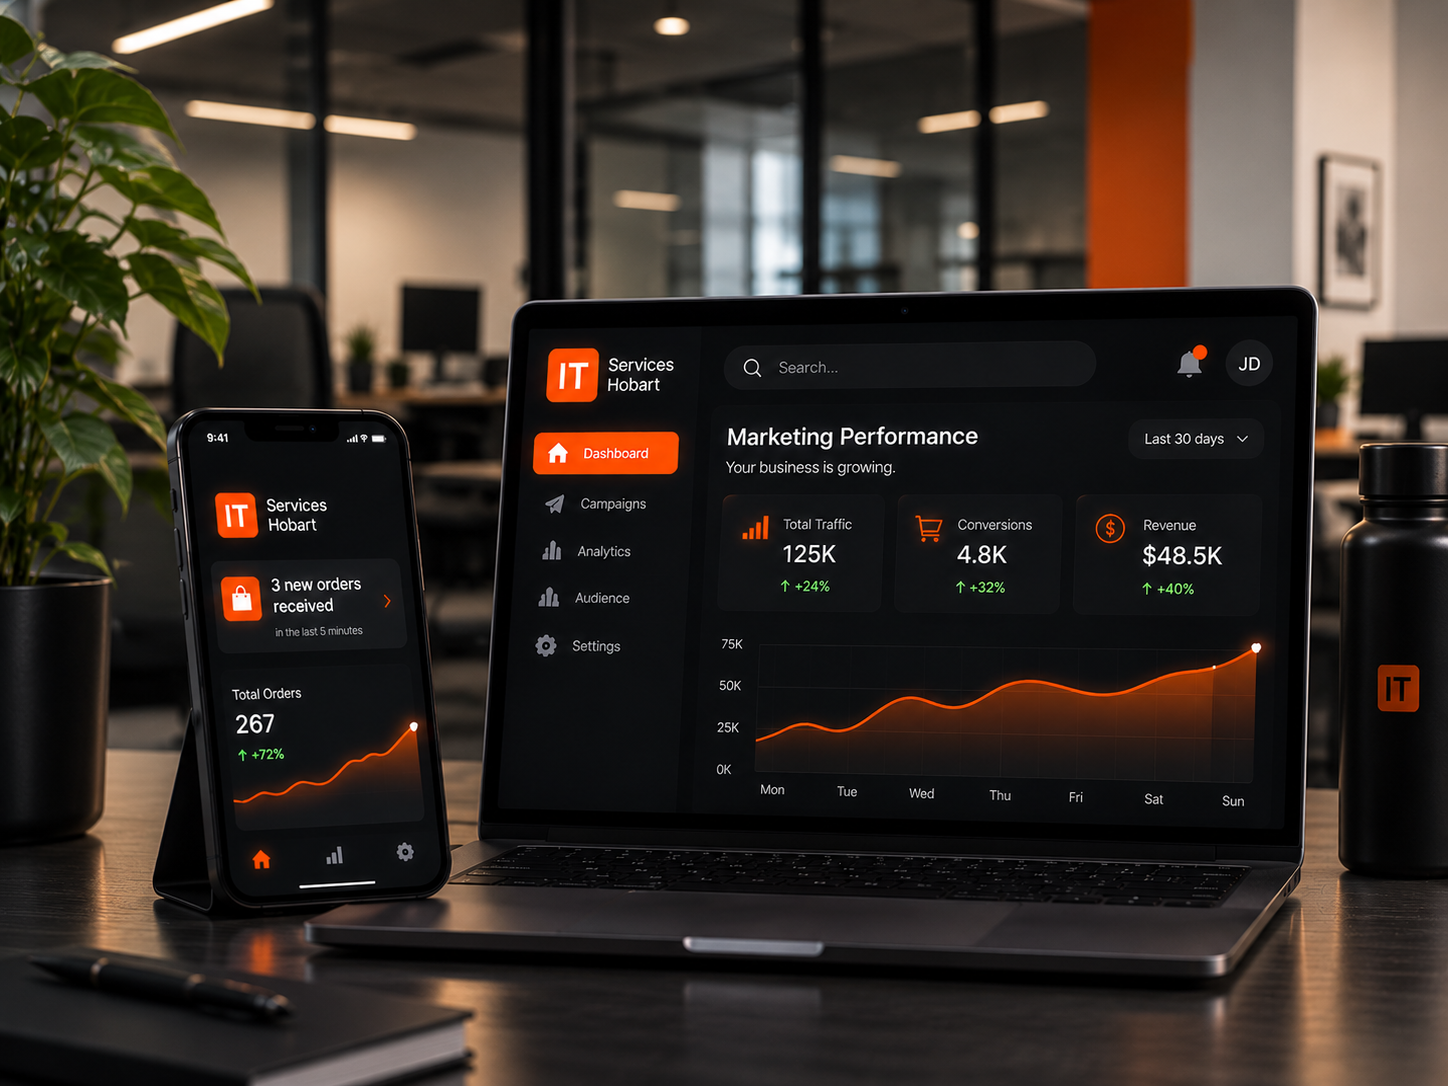 9:41
IT
Services
Hobart
3 new orders
received
in the last 5 minutes
Total Orders
267
↑ +72%
IT
Services
Hobart
Dashboard
Campaigns
Analytics
Audience
Settings
Search...
JD
Marketing Performance
Your business is growing.
Last 30 days
Total Traffic
125K
↑ +24%
Conversions
4.8K
↑ +32%
$
Revenue
$48.5K
↑ +40%
75K
50K
25K
0K
Mon Tue Wed Thu Fri Sat Sun
IT